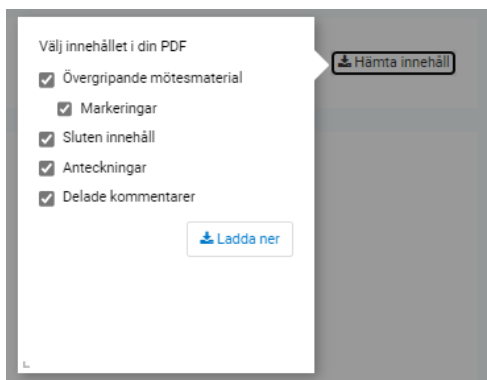 Välj innehållet i din PDF
Hämta innehåll
Övergripande mötesmaterial
Markeringar
Sluten innehåll
Anteckningar
Delade kommentarer
Ladda ner